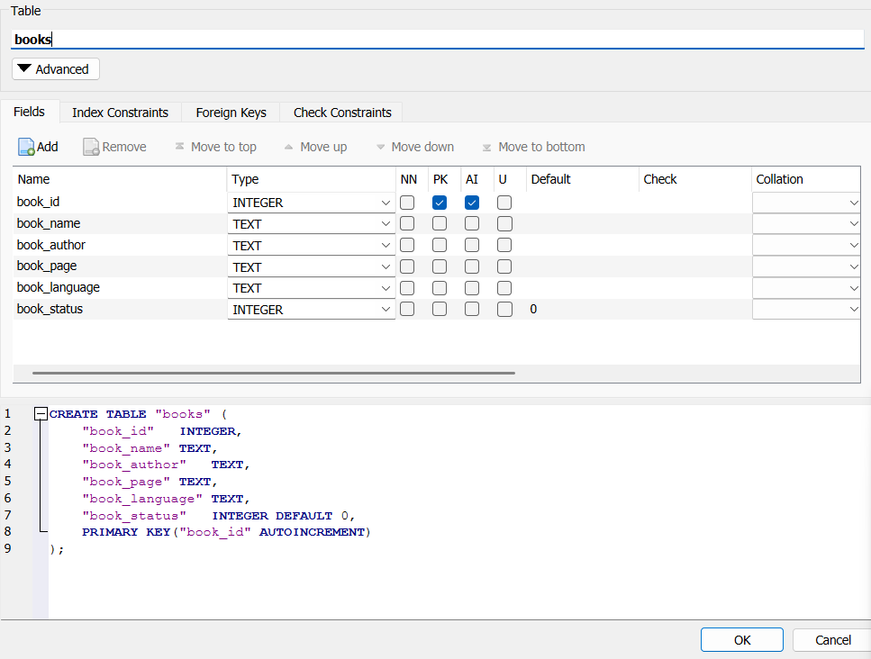 Table
books
Advanced
Fields Index Constraints Foreign Keys Check Constraints
Add Remove Move to top Move up Move down Move to bottom
Name Type NN PK AI U Default Check Collation
book_id INTEGER
book_name TEXT
book_author TEXT
book_page TEXT
book_language TEXT
book_status INTEGER 0
1 CREATE TABLE "books" (
2 "book_id" INTEGER,
3 "book_name" TEXT,
4 "book_author" TEXT,
5 "book_page" TEXT,
6 "book_language" TEXT,
7 "book_status" INTEGER DEFAULT 0,
8 PRIMARY KEY("book_id" AUTOINCREMENT)
9 );
OK Cancel